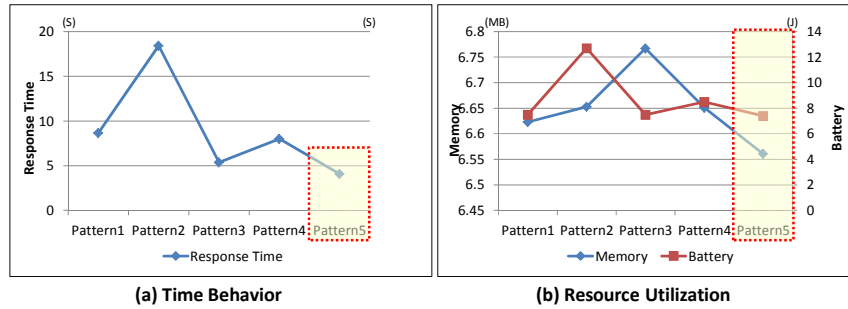 (S) (S)
20
15
10
5
0
Response Time
Pattern1 Pattern2 Pattern3 Pattern4 Pattern5
Response Time
(a) Time Behavior
(MB) (J)
6.8 14
6.75 12
6.7 10
6.65 8
6.6 6
6.55 4
6.5 2
6.45 0
Memory
Battery
Pattern1 Pattern2 Pattern3 Pattern4 Pattern5
Memory Battery
(b) Resource Utilization